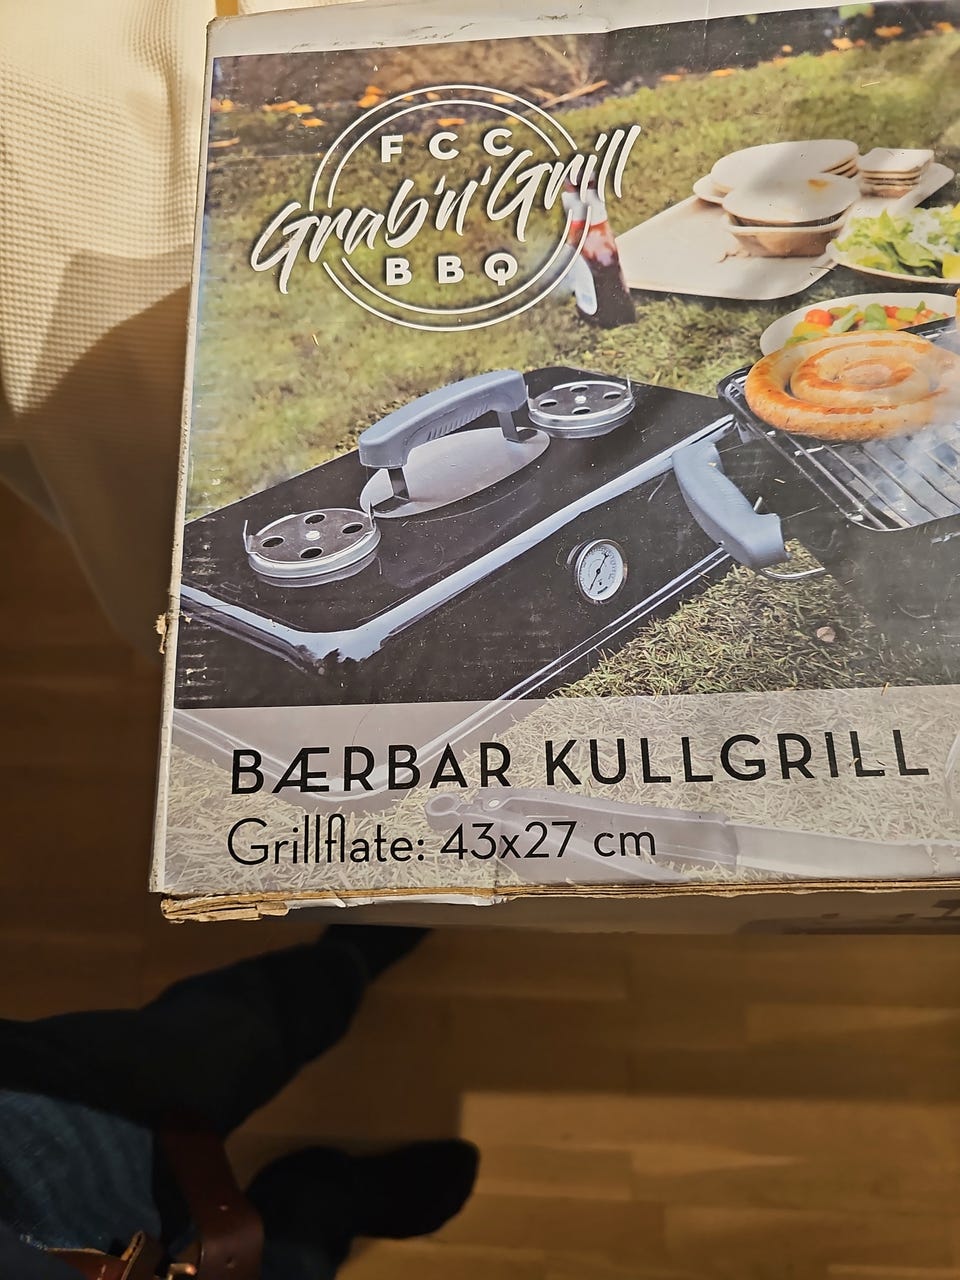 FCC
Grab'n'Grill
BBQ
BÆRBAR KULLGRILL
Grillflate: 43x27 cm